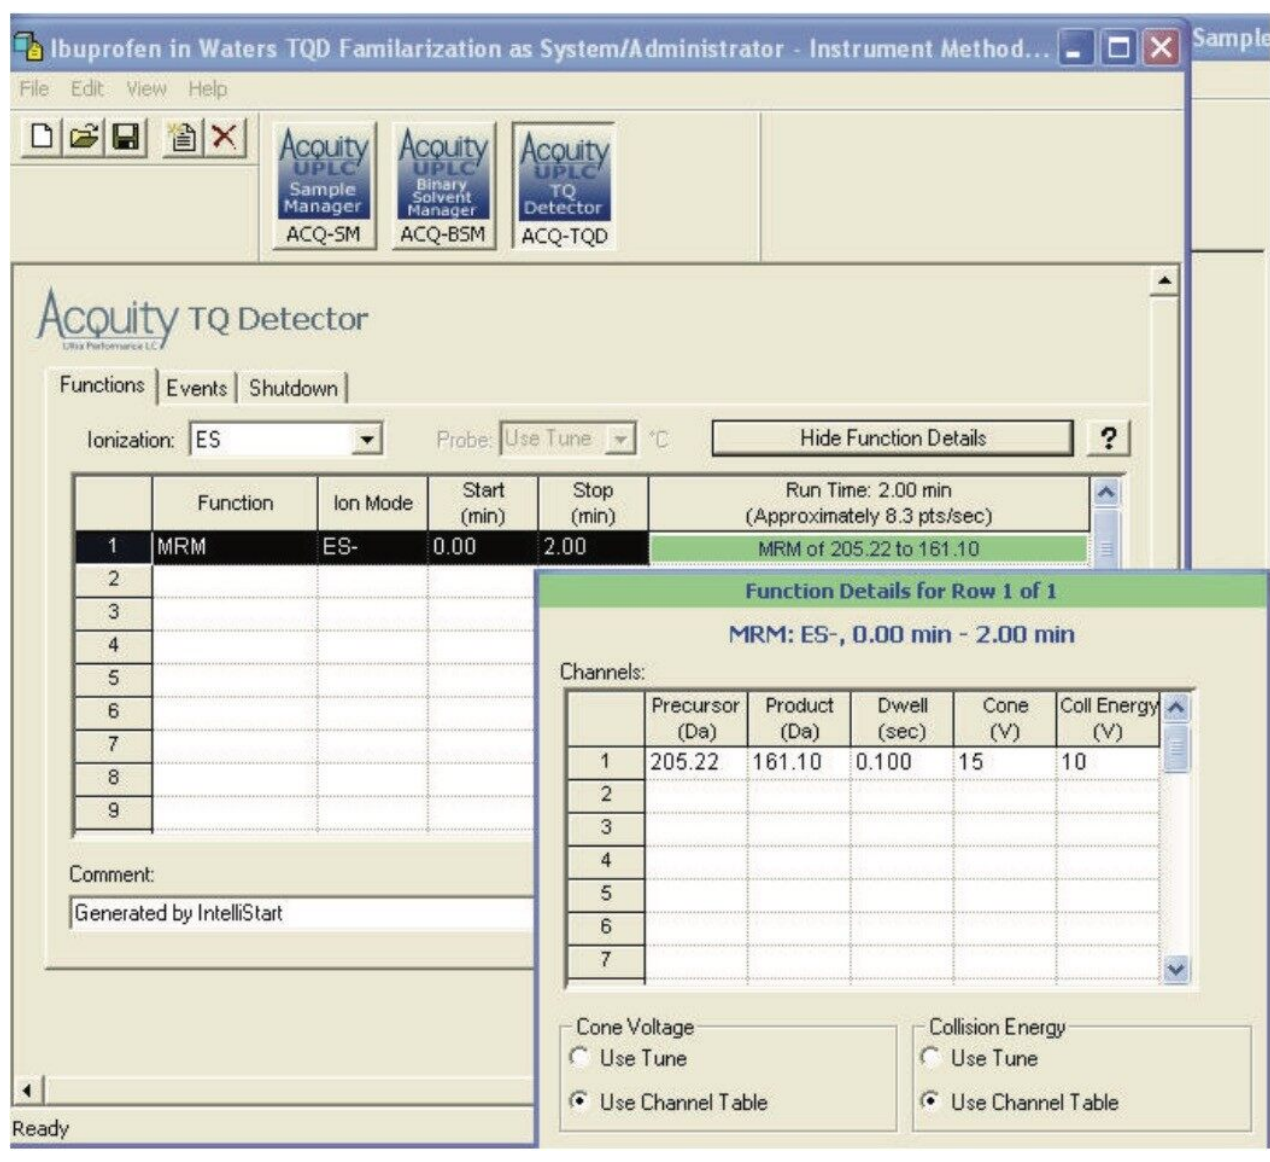 Ibuprofen in Waters TQD Familarization as System/Administrator - Instrument Method...
Sample
File Edit View Help
Acquity UPLC Sample Manager
ACQ-SM
Acquity UPLC Binary Solvent Manager
ACQ-BSM
Acquity UPLC TQ Detector
ACQ-TQD
Acquity TQ Detector
Ultra Performance LC
Functions Events Shutdown
Ionization: ES Probe: Use Tune °C Hide Function Details ?
Function Ion Mode Start (min) Stop (min) Run Time: 2.00 min (Approximately 8.3 pts/sec)
1 MRM ES- 0.00 2.00 MRM of 205.22 to 161.10
2
3
4
5
6
7
8
9
Comment:
Generated by IntelliStart
Ready
Function Details for Row 1 of 1
MRM: ES-, 0.00 min - 2.00 min
Channels:
Precursor (Da) Product (Da) Dwell (sec) Cone (V) Coll Energy (V)
1 205.22 161.10 0.100 15 10
2
3
4
5
6
7
Cone Voltage
Use Tune
Use Channel Table
Collision Energy
Use Tune
Use Channel Table